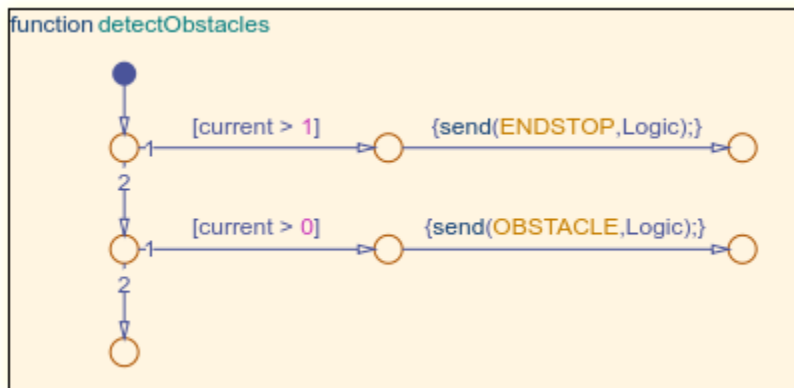 function detectObstacles
[current > 1] {send(ENDSTOP,Logic);}
1
2
[current > 0] {send(OBSTACLE,Logic);}
1
2